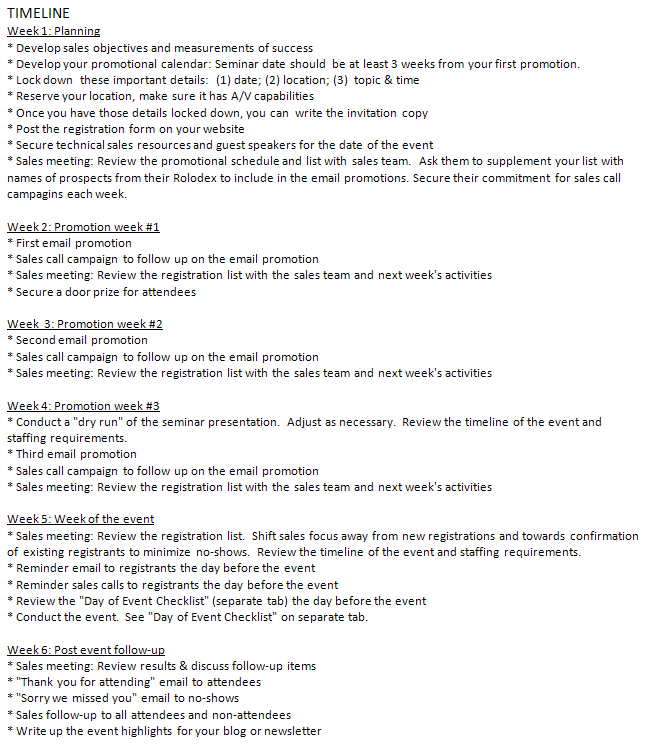 TIMELINE
Week 1: Planning
* Develop sales objectives and measurements of success
* Develop your promotional calendar: Seminar date should be at least 3 weeks from your first promotion.
* Lock down these important details: (1) date; (2) location; (3) topic & time
* Reserve your location, make sure it has A/V capabilities
* Once you have those details locked down, you can write the invitation copy
* Post the registration form on your website
* Secure technical sales resources and guest speakers for the date of the event
* Sales meeting: Review the promotional schedule and list with sales team. Ask them to supplement your list with
names of prospects from their Rolodex to include in the email promotions. Secure their commitment for sales call
campagins each week.
Week 2: Promotion week #1
* First email promotion
* Sales call campaign to follow up on the email promotion
* Sales meeting: Review the registration list with the sales team and next week's activities
* Secure a door prize for attendees
Week 3: Promotion week #2
* Second email promotion
* Sales call campaign to follow up on the email promotion
* Sales meeting: Review the registration list with the sales team and next week's activities
Week 4: Promotion week #3
* Conduct a "dry run" of the seminar presentation. Adjust as necessary. Review the timeline of the event and
staffing requirements.
* Third email promotion
* Sales call campaign to follow up on the email promotion
* Sales meeting: Review the registration list with the sales team and next week's activities
Week 5: Week of the event
* Sales meeting: Review the registration list. Shift sales focus away from new registrations and towards confirmation
of existing registrants to minimize no-shows. Review the timeline of the event and staffing requirements.
* Reminder email to registrants the day before the event
* Reminder sales calls to registrants the day before the event
* Review the "Day of Event Checklist" (separate tab) the day before the event
* Conduct the event. See "Day of Event Checklist" on separate tab.
Week 6: Post event follow-up
* Sales meeting: Review results & discuss follow-up items
* "Thank you for attending" email to attendees
* "Sorry we missed you" email to no-shows
* Sales follow-up to all attendees and non-attendees
* Write up the event highlights for your blog or newsletter